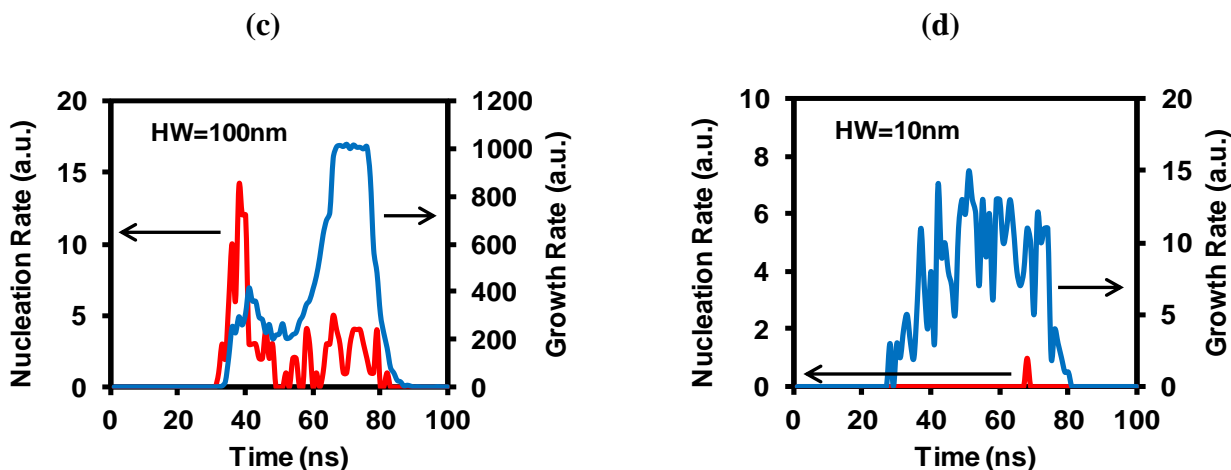 (c)
(d)
20
15
10
5
0
Nucleation Rate (a.u.)
HW=100nm
1200
1000
800
600
400
200
0
Growth Rate (a.u.)
0 20 40 60 80 100
Time (ns)
10
8
6
4
2
0
Nucleation Rate (a.u.)
HW=10nm
20
15
10
5
0
Growth Rate (a.u.)
0 20 40 60 80 100
Time (ns)